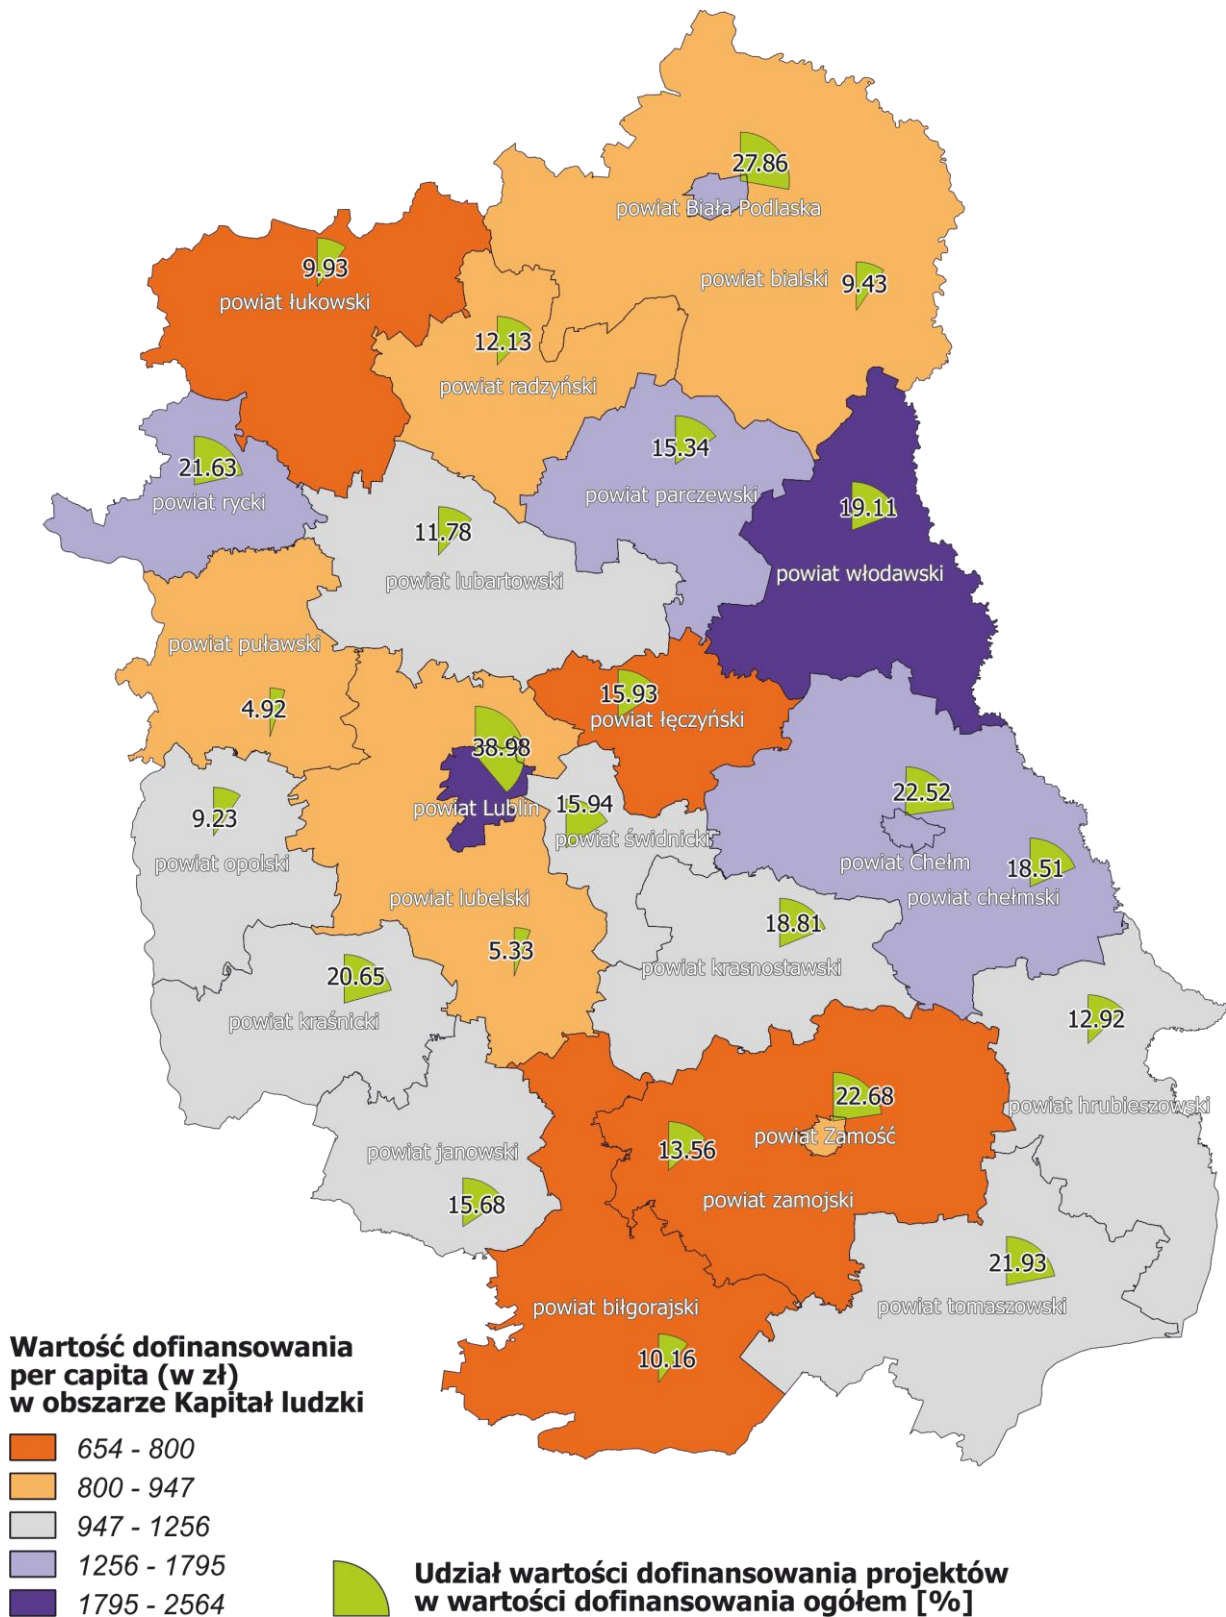 27.86
powiat Biała Podlaska
9.93
powiat łukowski
powiat bialski
9.43
12.13
powiat radzyński
15.34
21.63
powiat rycki
powiat parczewski
19.11
11.78
powiat lubartowski
powiat włodawski
powiat puławski
4.92
15.93
powiat łęczyński
38.98
powiat Lublin
9.23
15.94
22.52
powiat opolski
powiat świdnicki
powiat Chełm
18.51
powiat lubelski
powiat chełmski
18.81
5.33
powiat krasnostawski
20.65
powiat kraśnicki
12.92
powiat hrubieszowski
22.68
powiat Zamość
powiat janowski
13.56
15.68
powiat zamojski
21.93
powiat biłgorajski
powiat tomaszowski
10.16
Wartość dofinansowania
per capita (w zł)
w obszarze Kapitał ludzki
654 - 800
800 - 947
947 - 1256
1256 - 1795
1795 - 2564
Udział wartości dofinansowania projektów
w wartości dofinansowania ogółem [%]